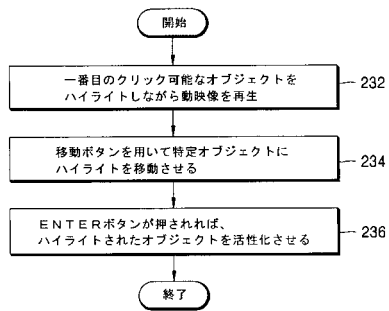 開始
一番目のクリック可能なオブジェクトを
ハイライトしながら動映像を再生
232
移動ボタンを用いて特定オブジェクトに
ハイライトを移動させる
234
ＥＮＴＥＲボタンが押されれば、
ハイライトされたオブジェクトを活性化させる
236
終了